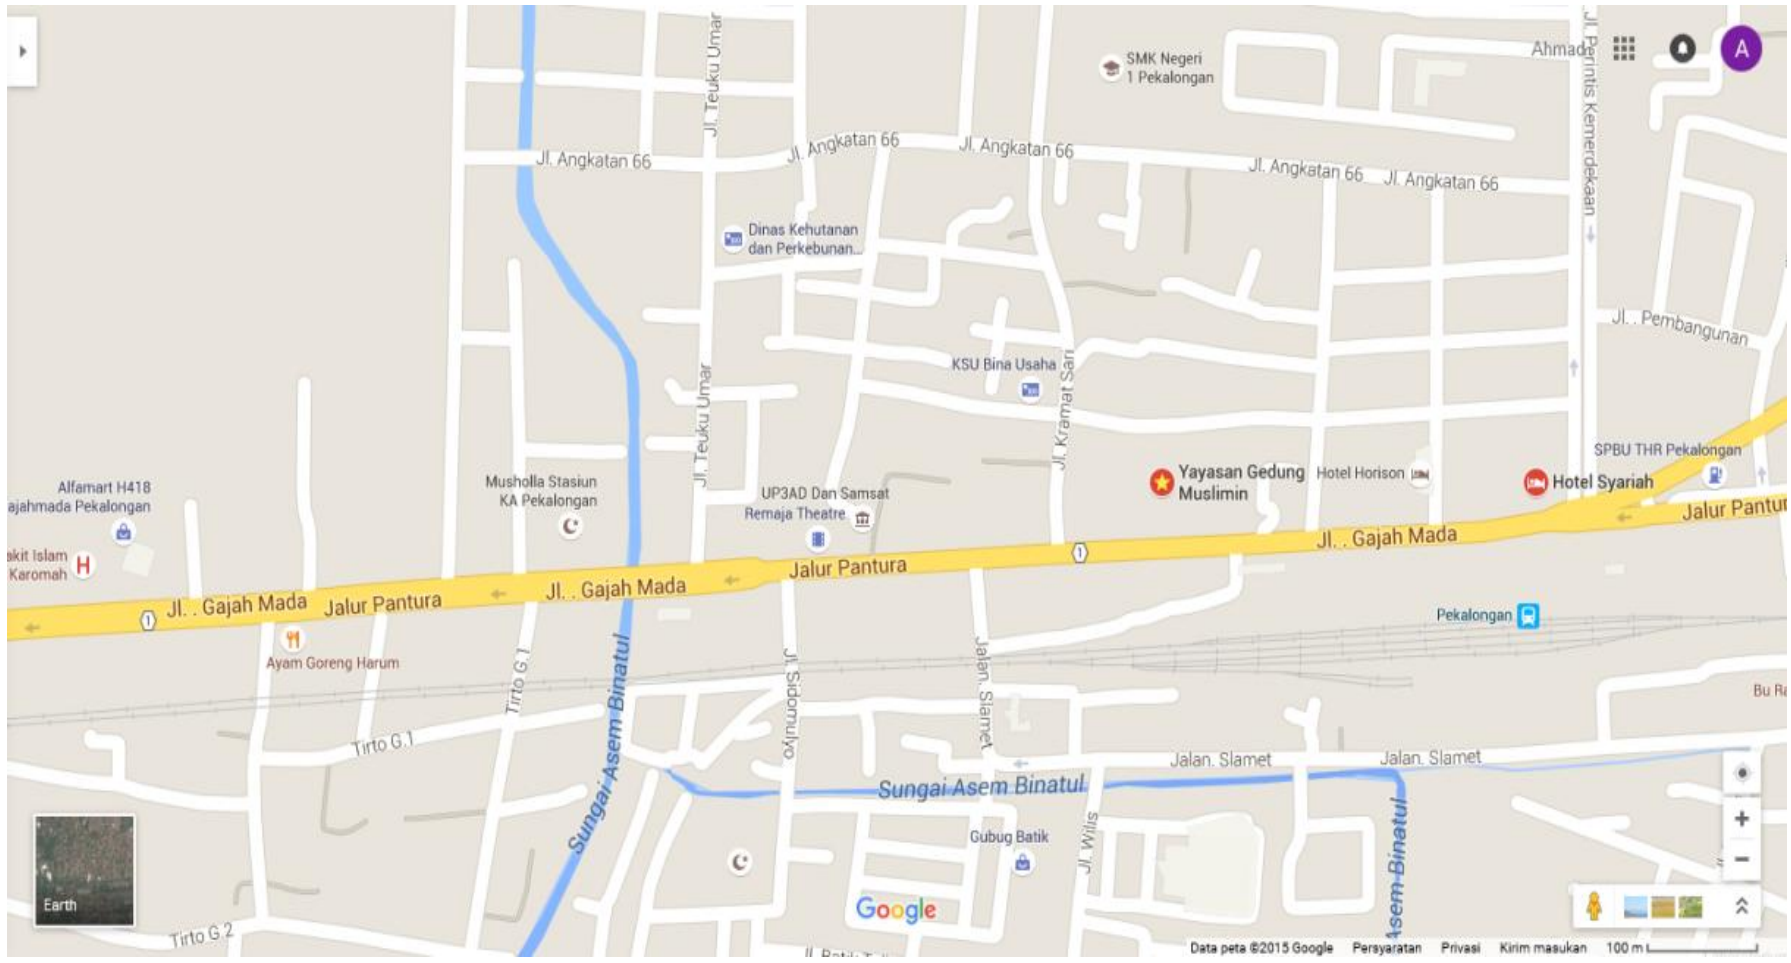 SMK Negeri
1 Pekalongan
Ahmad
A
Jl. Teuku Umar
Jl. Perintis Kemerdekaan
Jl. Angkatan 66
Jl. Angkatan 66
Jl. Angkatan 66
Jl. Angkatan 66
Jl. Angkatan 66
Dinas Kehutanan
dan Perkebunan...
Jl. . Pembangunan
KSU Bina Usaha
Jl. Teuku Umar
Jl. Kramat Sari
SPBU THR Pekalongan
Yayasan Gedung
Muslimin
Hotel Horison
Hotel Syariah
Musholla Stasiun
KA Pekalongan
Alfamart H418
ajahmada Pekalongan
UP3AD Dan Samsat
Remaja Theatre
Jalur Pantur
akit Islam
Karomah
H
1
Jl. . Gajah Mada
Jalur Pantura
Jl. . Gajah Mada
Jalur Pantura
Jl. . Gajah Mada
1
Pekalongan
Ayam Goreng Harum
Tirto G.1
Sungai Asem Binatul
Jl. Sidomulyo
Jalan. Slamet
Bu Ra
Tirto G.1
Jalan. Slamet
Jalan. Slamet
Sungai Asem Binatul
Asem Binatul
Gubug Batik
Jl. Wilis
Earth
Google
Tirto G.2
Data peta ©2015 Google
Persyaratan
Privasi
Kirim masukan
100 m